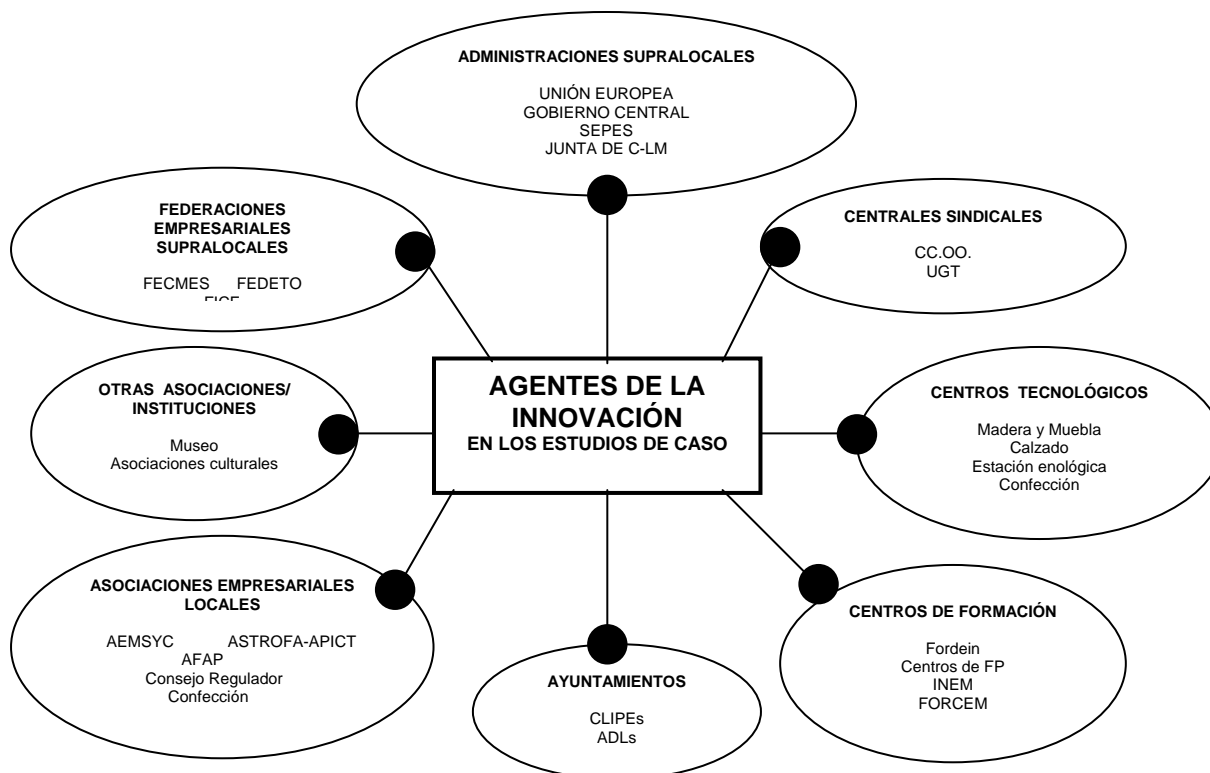 ADMINISTRACIONES SUPRALOCALES
UNIÓN EUROPEA
GOBIERNO CENTRAL
SEPES
JUNTA DE C-LM
FEDERACIONES
EMPRESARIALES
SUPRALOCALES
FECMES FEDETO
CENTRALES SINDICALES
CC.OO.
UGT
AGENTES DE LA
INNOVACIÓN
EN LOS ESTUDIOS DE CASO
OTRAS ASOCIACIONES/
INSTITUCIONES
Museo
Asociaciones culturales
CENTROS TECNOLÓGICOS
Madera y Muebla
Calzado
Estación enológica
Confección
ASOCIACIONES EMPRESARIALES
LOCALES
AEMSYC ASTROFA-APICT
AFAP
Consejo Regulador
Confección
AYUNTAMIENTOS
CLIPEs
ADLs
CENTROS DE FORMACIÓN
Fordein
Centros de FP
INEM
FORCEM